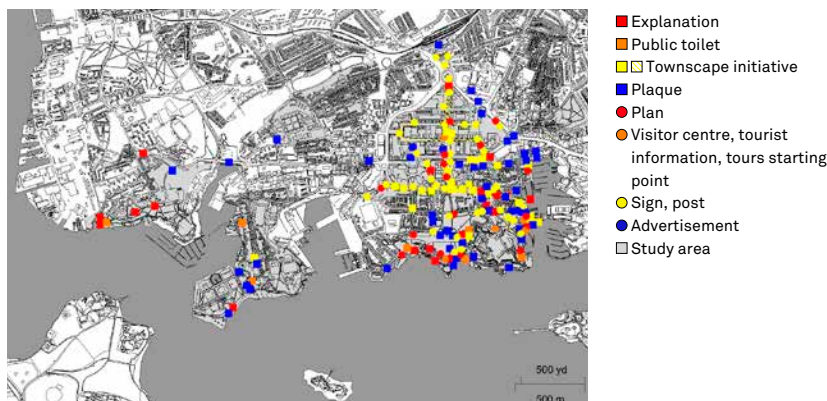 Explanation
Public toilet
Townscape initiative
Plaque
Plan
Visitor centre, tourist
information, tours starting
point
Sign, post
Advertisement
Study area
500 yd
500 m